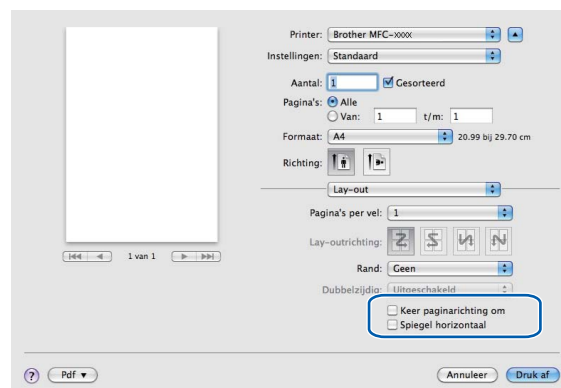 Printer: Brother MFC-xxxx
Instellingen: Standaard
Aantal: 1 Gesorteerd
Pagina's: Alle
Van: 1 t/m: 1
Formaat: A4 20.99 bij 29.70 cm
Richting:
Lay-out
Pagina's per vel: 1
Lay-outrichting:
1 van 1
Rand: Geen
Dubbelzijdig: Uitgeschakeld
Keer paginarichting om
Spiegel horizontaal
? Pdf ▼ Annuleer Druk af